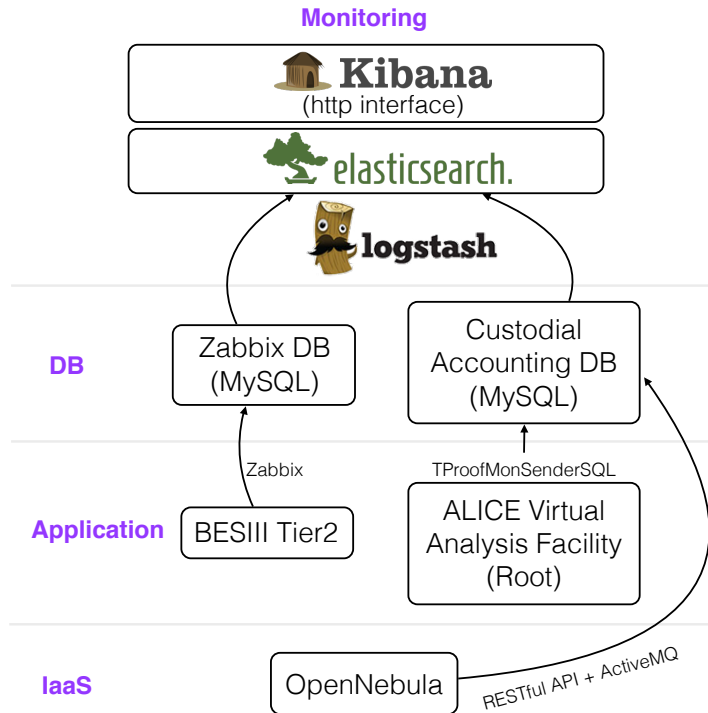 Monitoring
Kibana
(http interface)
elasticsearch.
logstash
DB
Zabbix DB
(MySQL)
Custodial
Accounting DB
(MySQL)
Zabbix
TProofMonSenderSQL
Application
BESIII Tier2
ALICE Virtual
Analysis Facility
(Root)
IaaS
OpenNebula
RESTful API + ActiveMQ